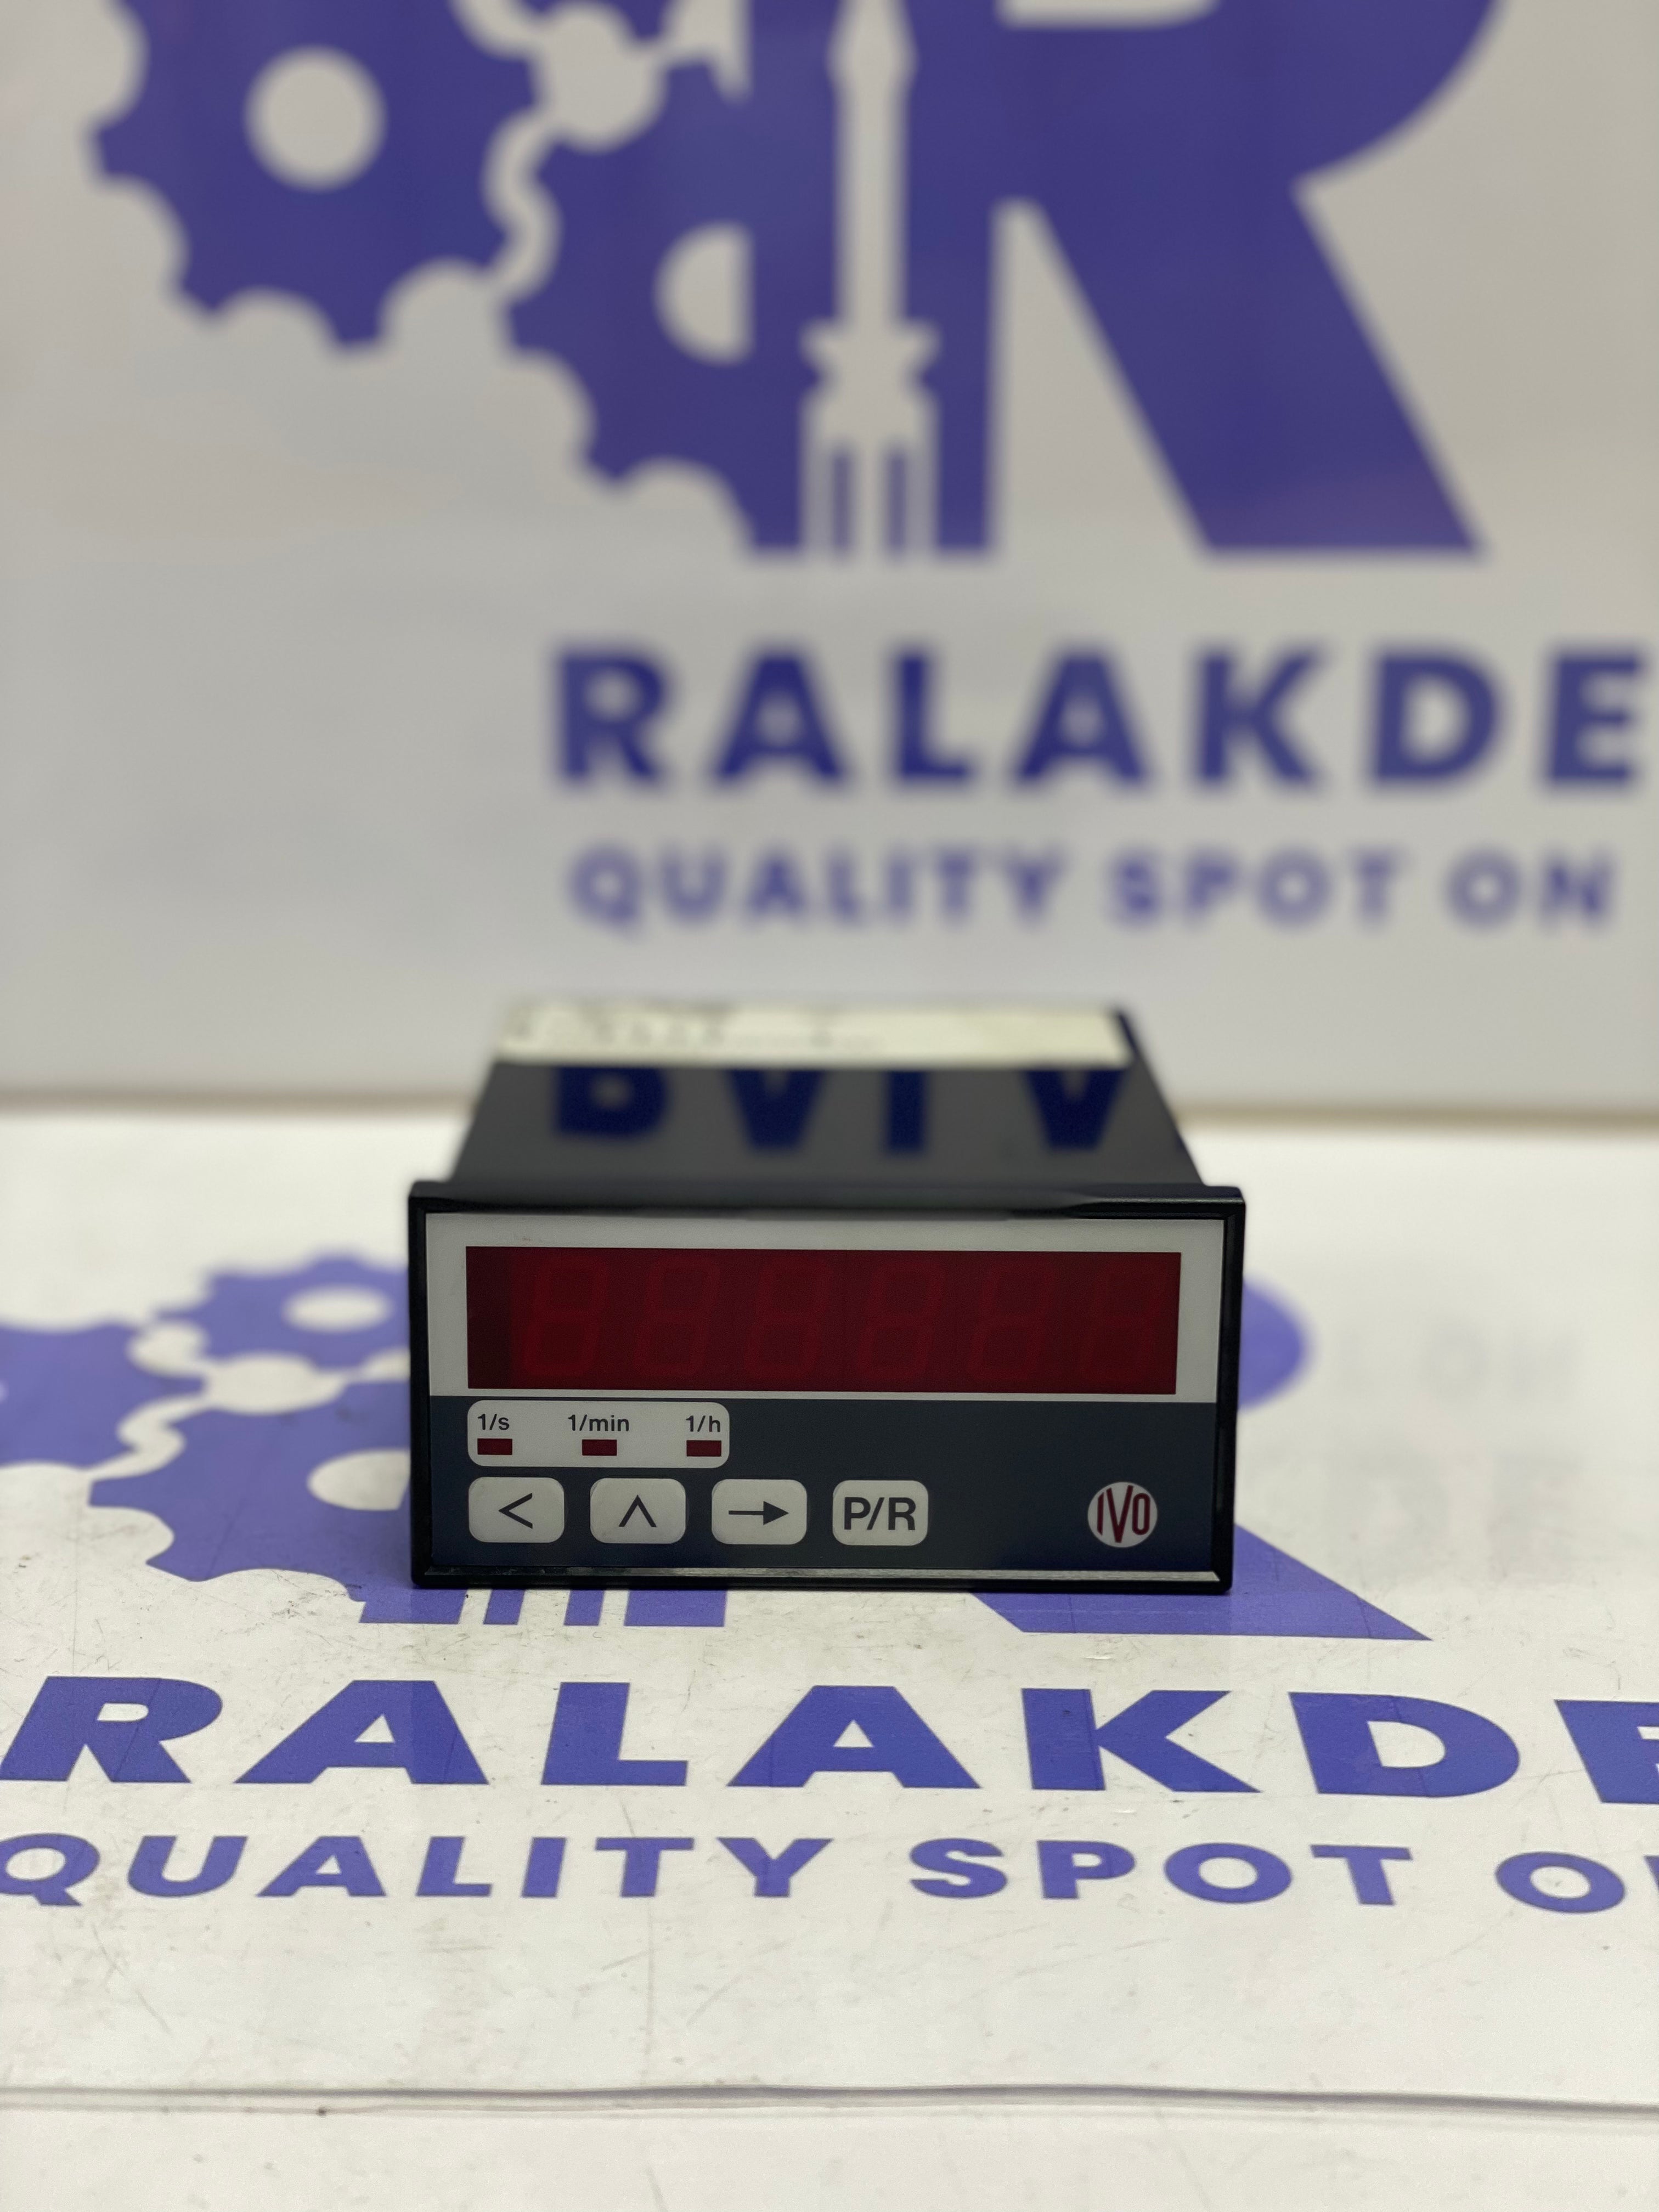 RALAKDE
QUALITY SPOT ON
1/s 1/min 1/h
< ∧ → P/R
IVO
RALAKDE
QUALITY SPOT O